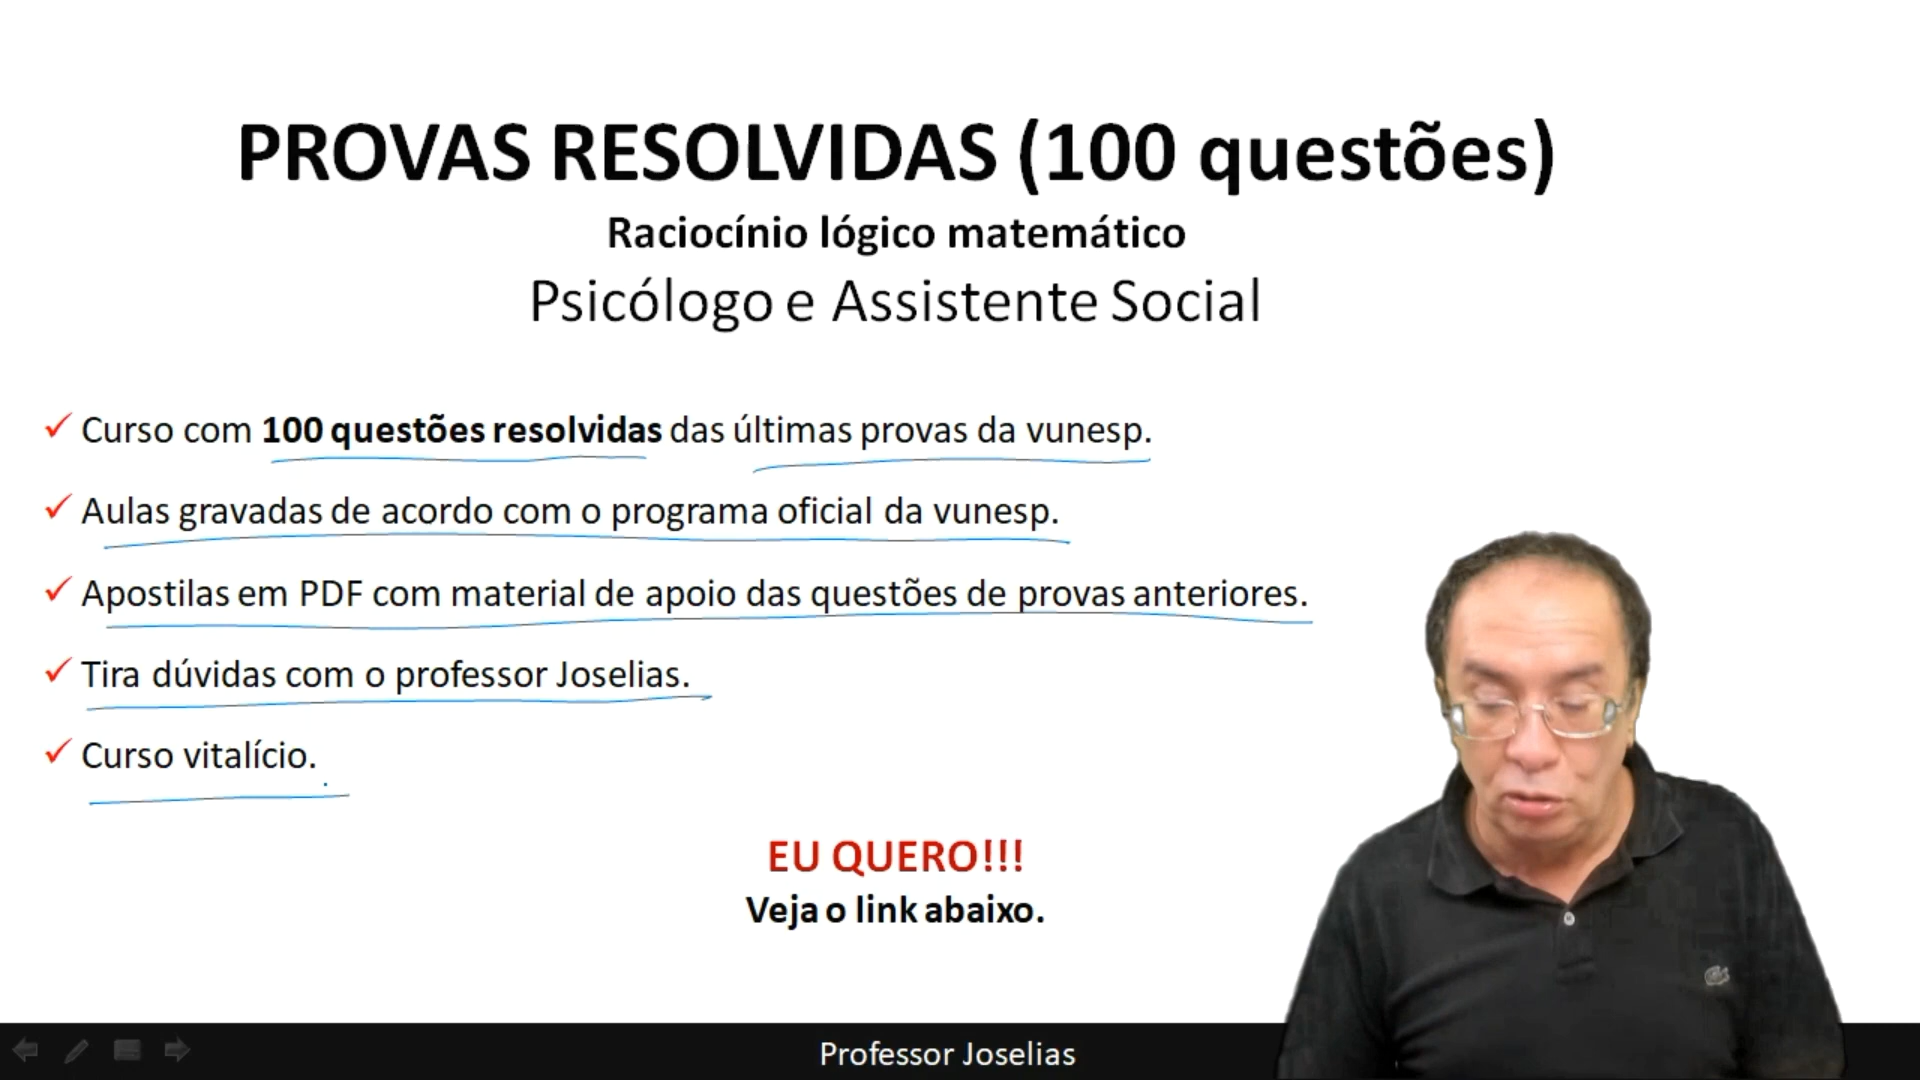 PROVAS RESOLVIDAS (100 questões)
Raciocínio lógico matemático
Psicólogo e Assistente Social
Curso com 100 questões resolvidas das últimas provas da vunesp.
Aulas gravadas de acordo com o programa oficial da vunesp.
Apostilas em PDF com material de apoio das questões de provas anteriores.
Tira dúvidas com o professor Joselias.
Curso vitalício.
EU QUERO!!!
Veja o link abaixo.
Professor Joselias